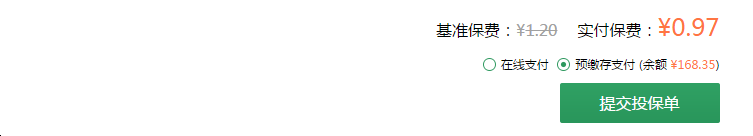 基准保费：¥1.20 实付保费：¥0.97
在线支付 预缴存支付 (余额 ¥168.35)
提交投保单